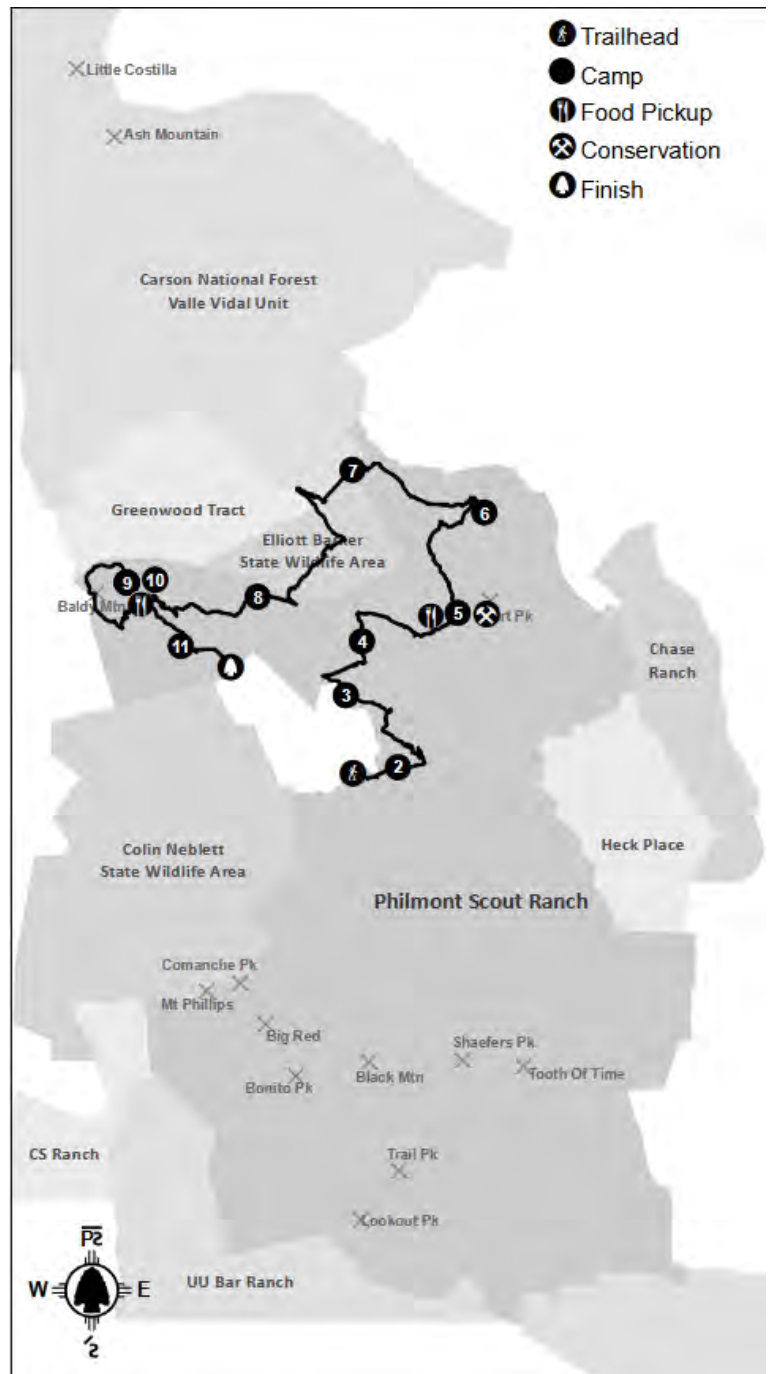 Trailhead
Camp
Food Pickup
Conservation
Finish
Little Costilla
Ash Mountain
Carson National Forest
Valle Vidal Unit
7
Greenwood Tract
6
Elliott Barker
State Wildlife Area
9
10
8
Baldy Mtn
5
4
11
Chase
Ranch
3
2
Colin Neblett
State Wildlife Area
Heck Place
Philmont Scout Ranch
Comanche Pk
Mt Phillips
Big Red
Shaefers Pk
Black Mtn
Tooth Of Time
Bonito Pk
CS Ranch
Trail Pk
Lookout Pk
W
E
UU Bar Ranch